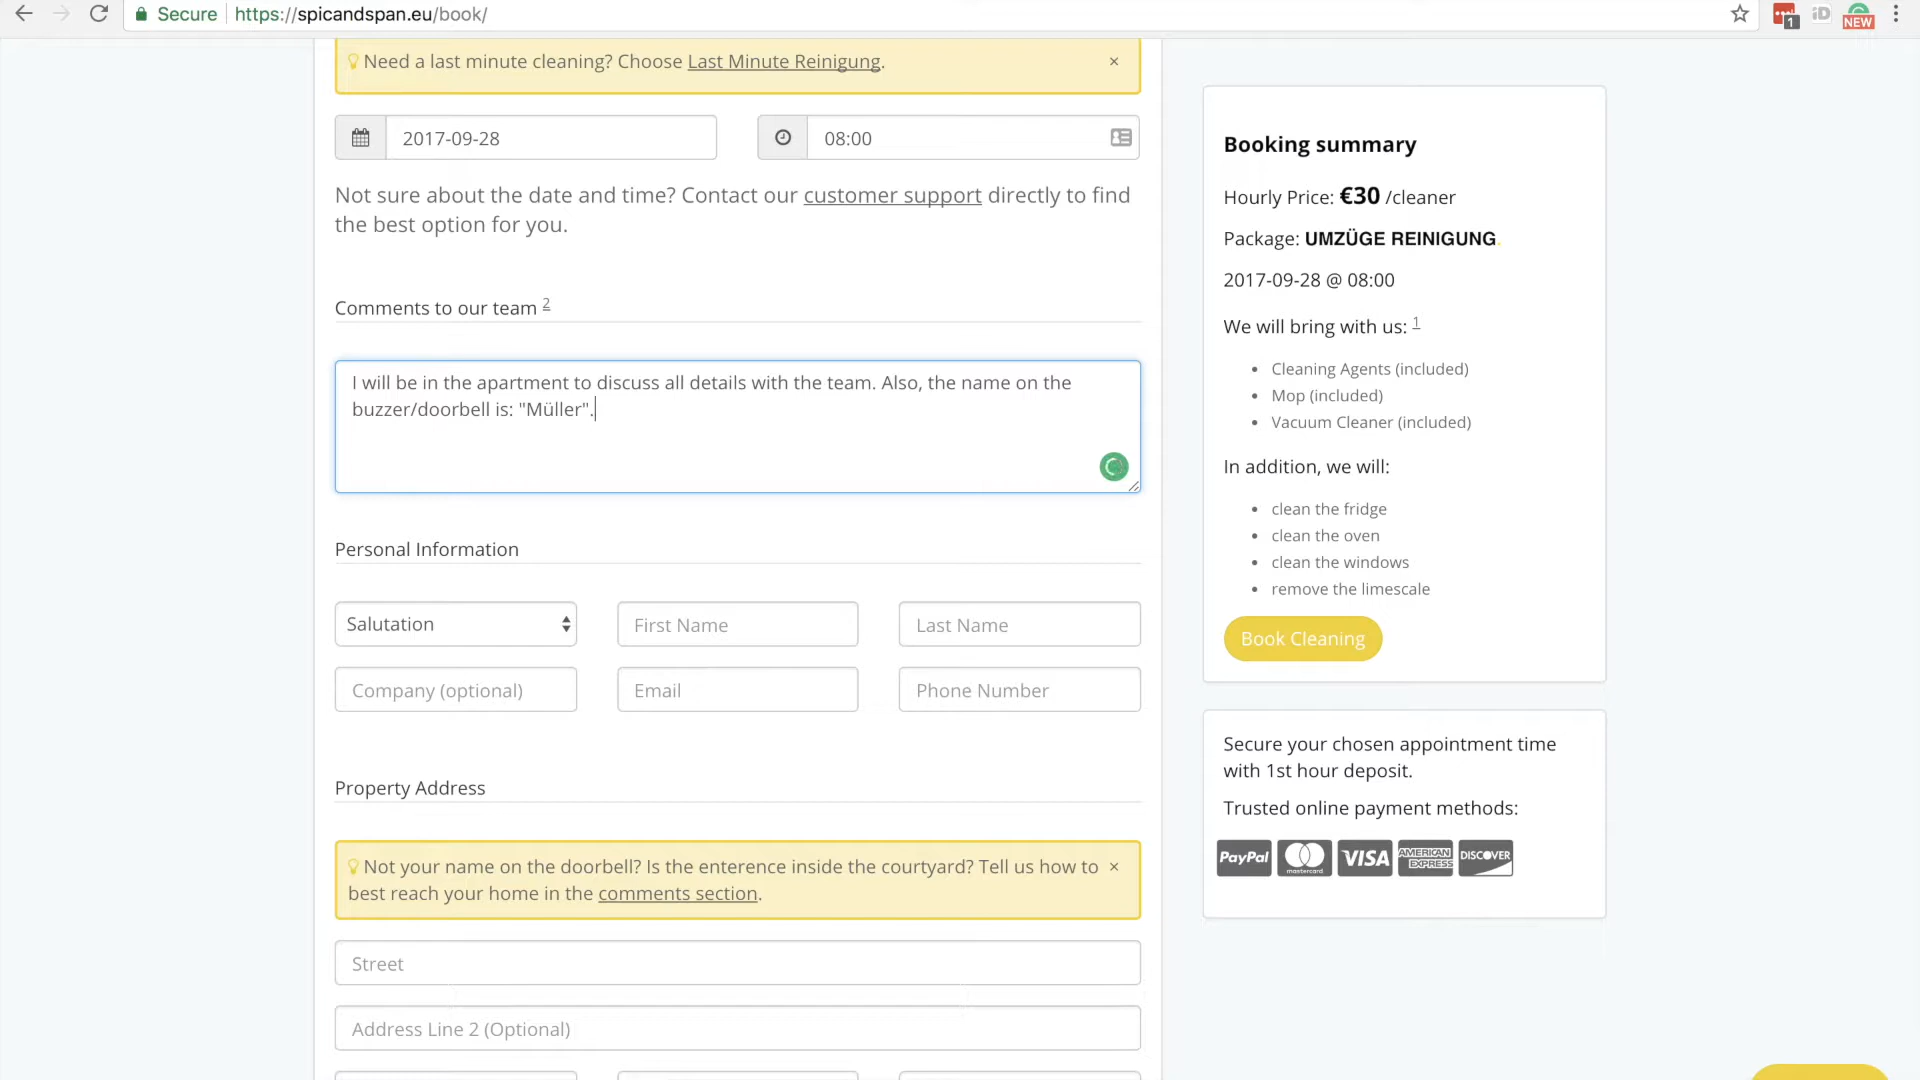 Secure https://spicandspan.eu/book/
1
iD
NEW
Need a last minute cleaning? Choose Last Minute Reinigung. ×
2017-09-28
08:00
Not sure about the date and time? Contact our customer support directly to find
the best option for you.
Comments to our team 2
I will be in the apartment to discuss all details with the team. Also, the name on the
buzzer/doorbell is: "Müller".
Personal Information
Salutation
First Name
Last Name
Company (optional)
Email
Phone Number
Property Address
Not your name on the doorbell? Is the enterence inside the courtyard? Tell us how to ×
best reach your home in the comments section.
Street
Address Line 2 (Optional)
Booking summary
Hourly Price: €30 /cleaner
Package: UMZÜGE REINIGUNG.
2017-09-28 @ 08:00
We will bring with us: 1
• Cleaning Agents (included)
• Mop (included)
• Vacuum Cleaner (included)
In addition, we will:
• clean the fridge
• clean the oven
• clean the windows
• remove the limescale
Book Cleaning
Secure your chosen appointment time
with 1st hour deposit.
Trusted online payment methods:
PayPal mastercard VISA AMERICAN EXPRESS DISCOVER